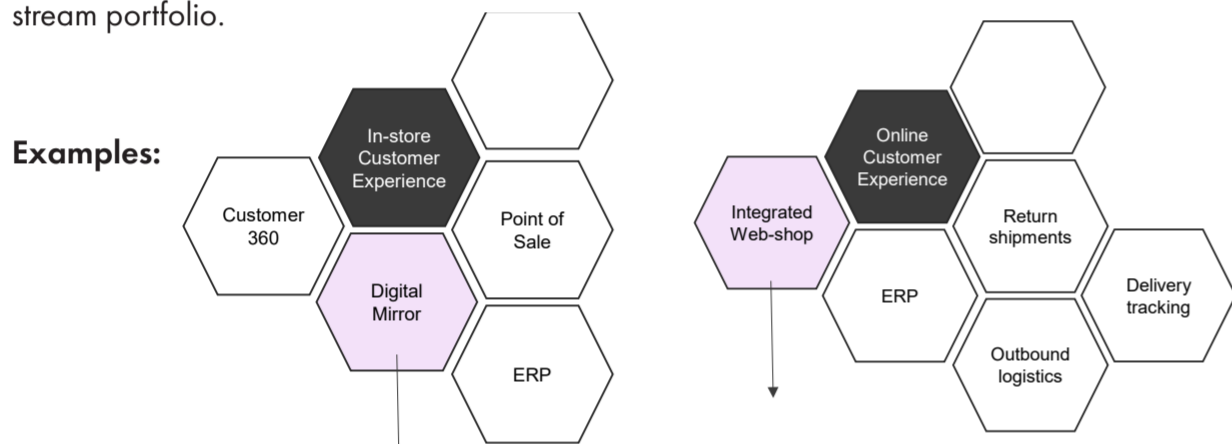 stream portfolio.
Examples:
In-store
Customer
Experience
Customer
360
Point of
Sale
Digital
Mirror
ERP
Online
Customer
Experience
Integrated
Web-shop
Return
shipments
ERP
Delivery
tracking
Outbound
logistics